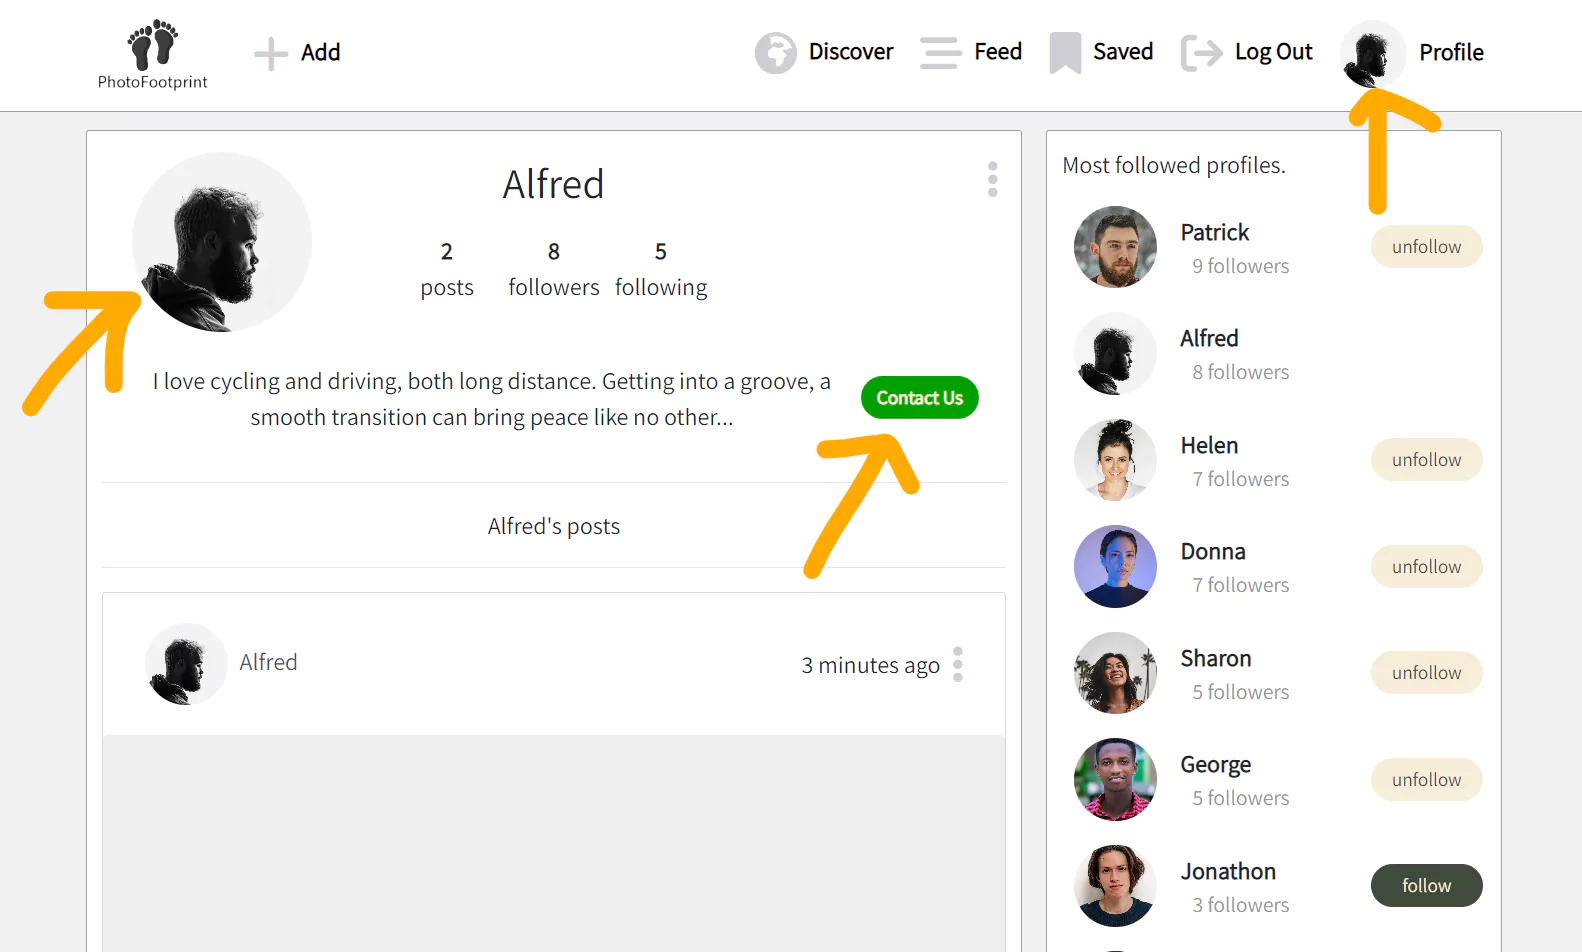 PhotoFootprint
Add
Discover
Feed
Saved
Log Out
Profile
Alfred
2
8
5
posts
followers
following
I love cycling and driving, both long distance. Getting into a groove, a
smooth transition can bring peace like no other...
Contact Us
Alfred's posts
Alfred
3 minutes ago
Most followed profiles.
Patrick
9 followers
unfollow
Alfred
8 followers
Helen
7 followers
unfollow
Donna
7 followers
unfollow
Sharon
5 followers
unfollow
George
5 followers
unfollow
Jonathon
3 followers
follow